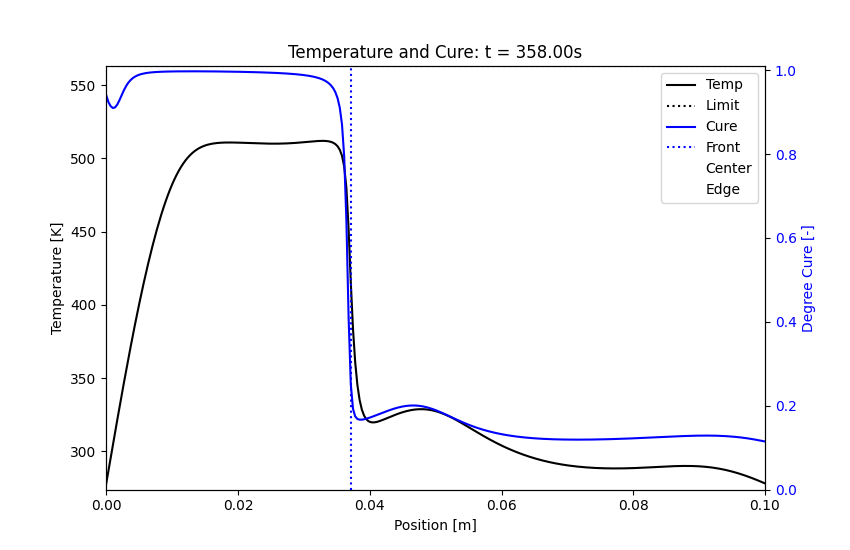 Temperature and Cure: t = 358.00s
550
500
450
400
350
300
Temperature [K]
0.00
0.02
0.04
0.06
0.08
0.10
Position [m]
1.0
0.8
0.6
0.4
0.2
0.0
Degree Cure [-]
Temp
Limit
Cure
Front
Center
Edge